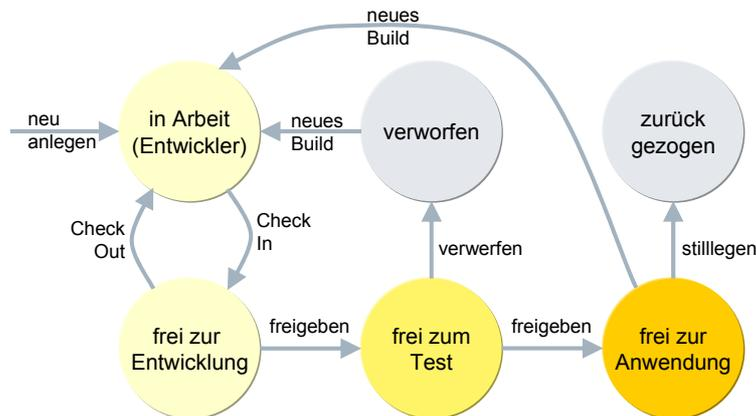 neues
Build
neu
anlegen
in Arbeit
(Entwickler)
neues
Build
verworfen
zurück
gezogen
Check
Out
Check
In
verwerfen
stilllegen
frei zur
Entwicklung
freigeben
frei zum
Test
freigeben
frei zur
Anwendung